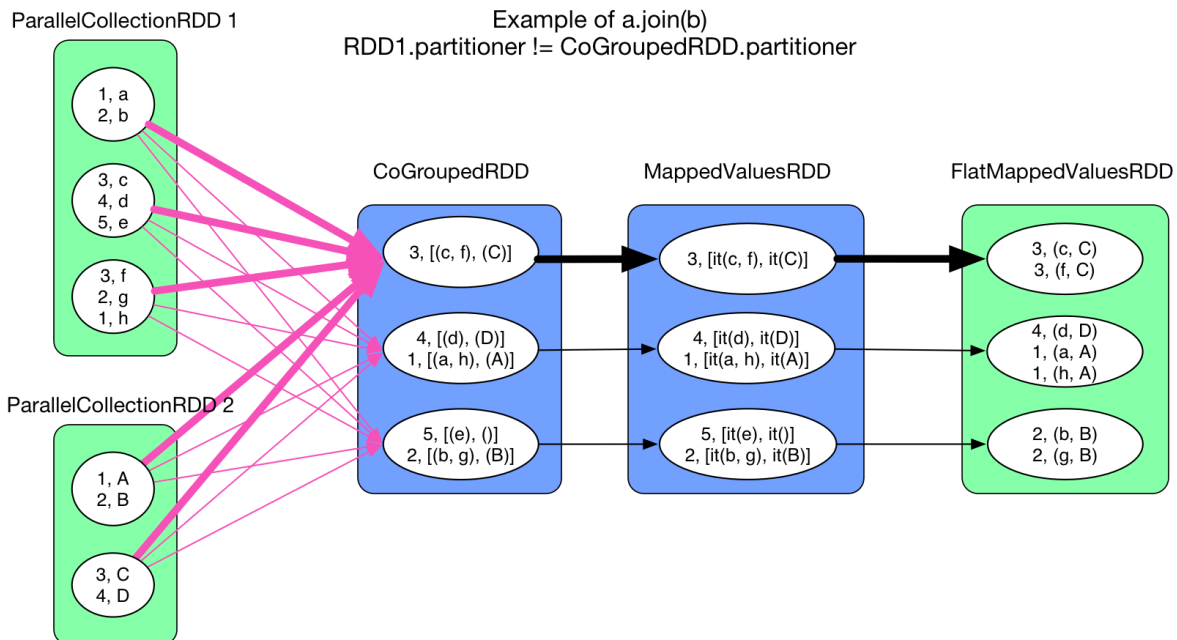 Example of a.join(b)
RDD1.partitioner != CoGroupedRDD.partitioner
ParallelCollectionRDD 1
1, a
2, b
3, c
4, d
5, e
3, f
2, g
1, h
ParallelCollectionRDD 2
1, A
2, B
3, C
4, D
CoGroupedRDD
3, [(c, f), (C)]
4, [(d), (D)]
1, [(a, h), (A)]
5, [(e), ()]
2, [(b, g), (B)]
MappedValuesRDD
3, [it(c, f), it(C)]
4, [it(d), it(D)]
1, [it(a, h), it(A)]
5, [it(e), it()]
2, [it(b, g), it(B)]
FlatMappedValuesRDD
3, (c, C)
3, (f, C)
4, (d, D)
1, (a, A)
1, (h, A)
2, (b, B)
2, (g, B)